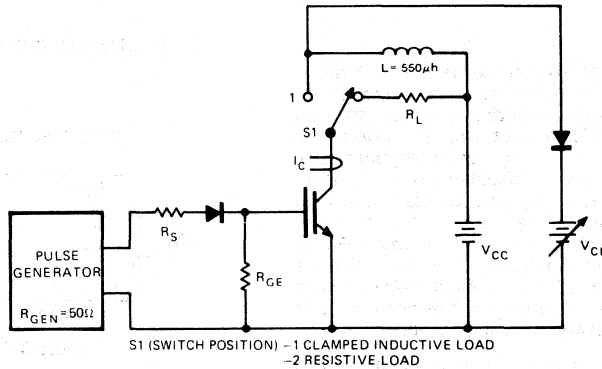 L= 550μh
1
S1
R_L
I_C
R_S
R_GE
V_CC
V_Cl
PULSE
GENERATOR
R_GEN = 50Ω
S1 (SWITCH POSITION) –1 CLAMPED INDUCTIVE LOAD
–2 RESISTIVE LOAD